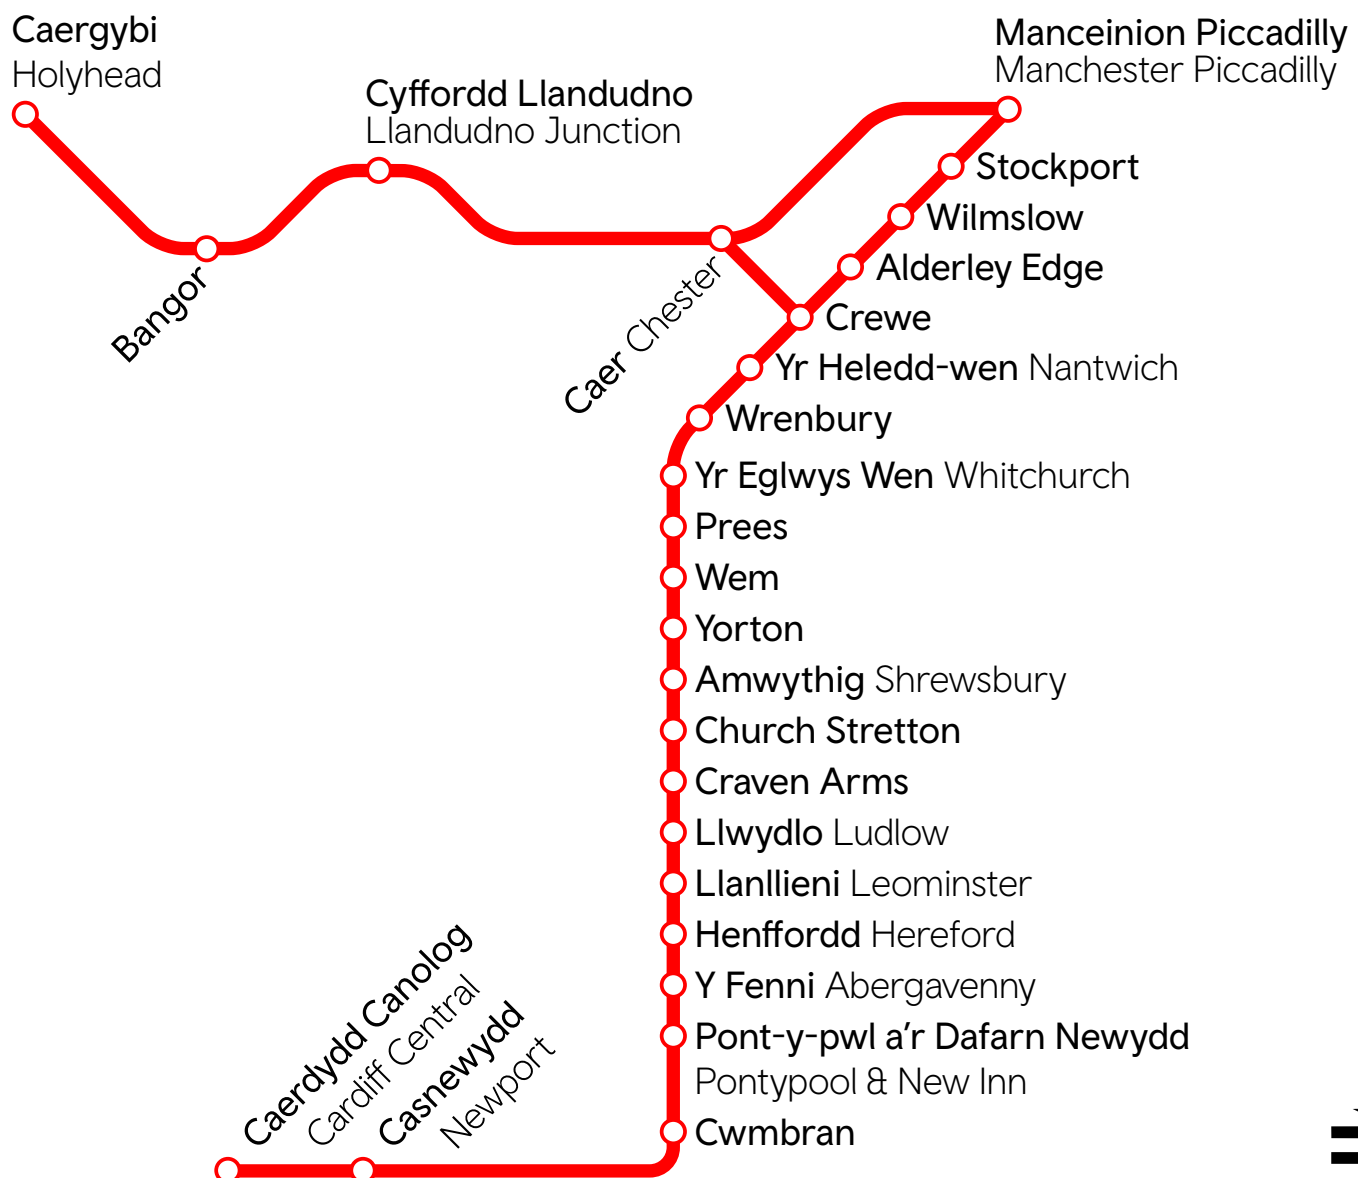 Caergybi
Holyhead
Manceinion Piccadilly
Manchester Piccadilly
Cyffordd Llandudno
Llandudno Junction
Stockport
Wilmslow
Bangor
Caer Chester
Alderley Edge
Crewe
Yr Heledd-wen Nantwich
Wrenbury
Yr Eglwys Wen Whitchurch
Prees
Wem
Yorton
Amwythig Shrewsbury
Church Stretton
Craven Arms
Llwydlo Ludlow
Llanllieni Leominster
Henffordd Hereford
Y Fenni Abergavenny
Pont-y-pwl a’r Dafarn Newydd
Pontypool & New Inn
Cwmbran
Caerdydd Canolog
Cardiff Central
Casnewydd
Newport